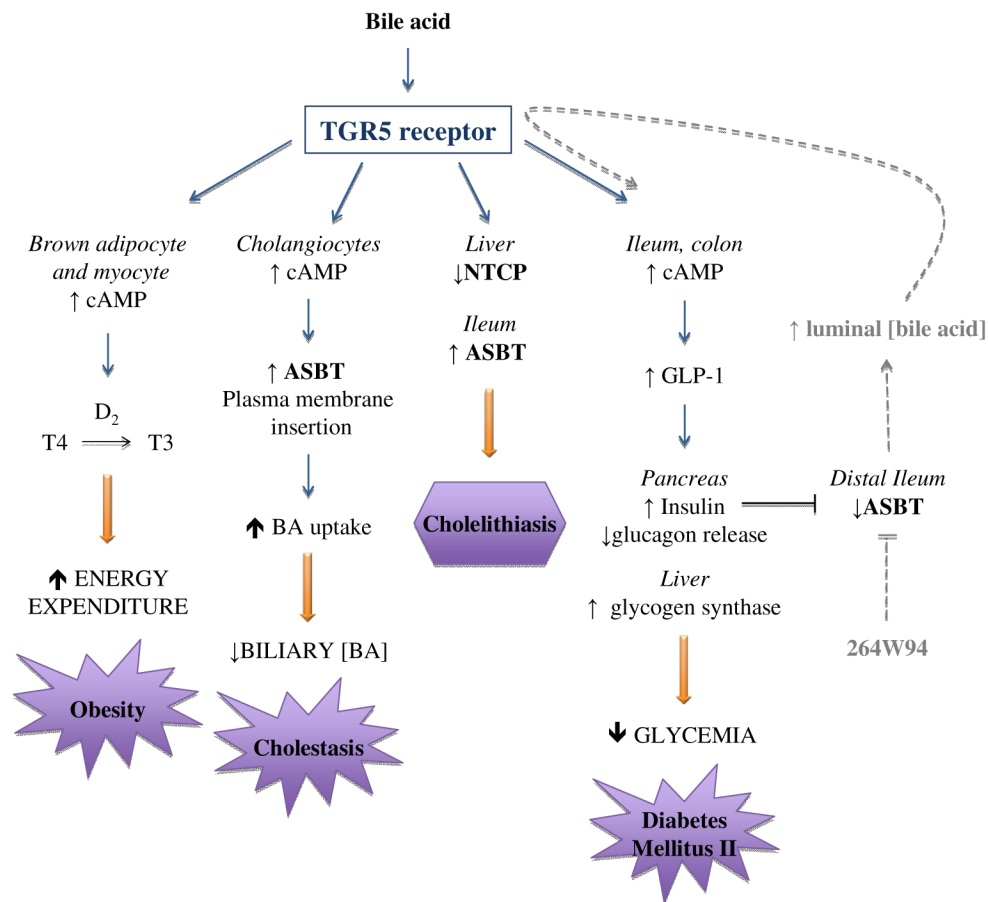 Bile acid
TGR5 receptor
Brown adipocyte
and myocyte
↑ cAMP
D2
T4
T3
↑ ENERGY
EXPENDITURE
Obesity
Cholangiocytes
↑ cAMP
↑ ASBT
Plasma membrane
insertion
↑ BA uptake
↓BILIARY [BA]
Cholestasis
Liver
↓NTCP
Ileum
↑ ASBT
Cholelithiasis
Ileum, colon
↑ cAMP
↑ GLP-1
Pancreas
↑ Insulin
↓glucagon release
Liver
↑ glycogen synthase
↓ GLYCEMIA
Diabetes
Mellitus II
↑ luminal [bile acid]
Distal Ileum
↓ASBT
264W94